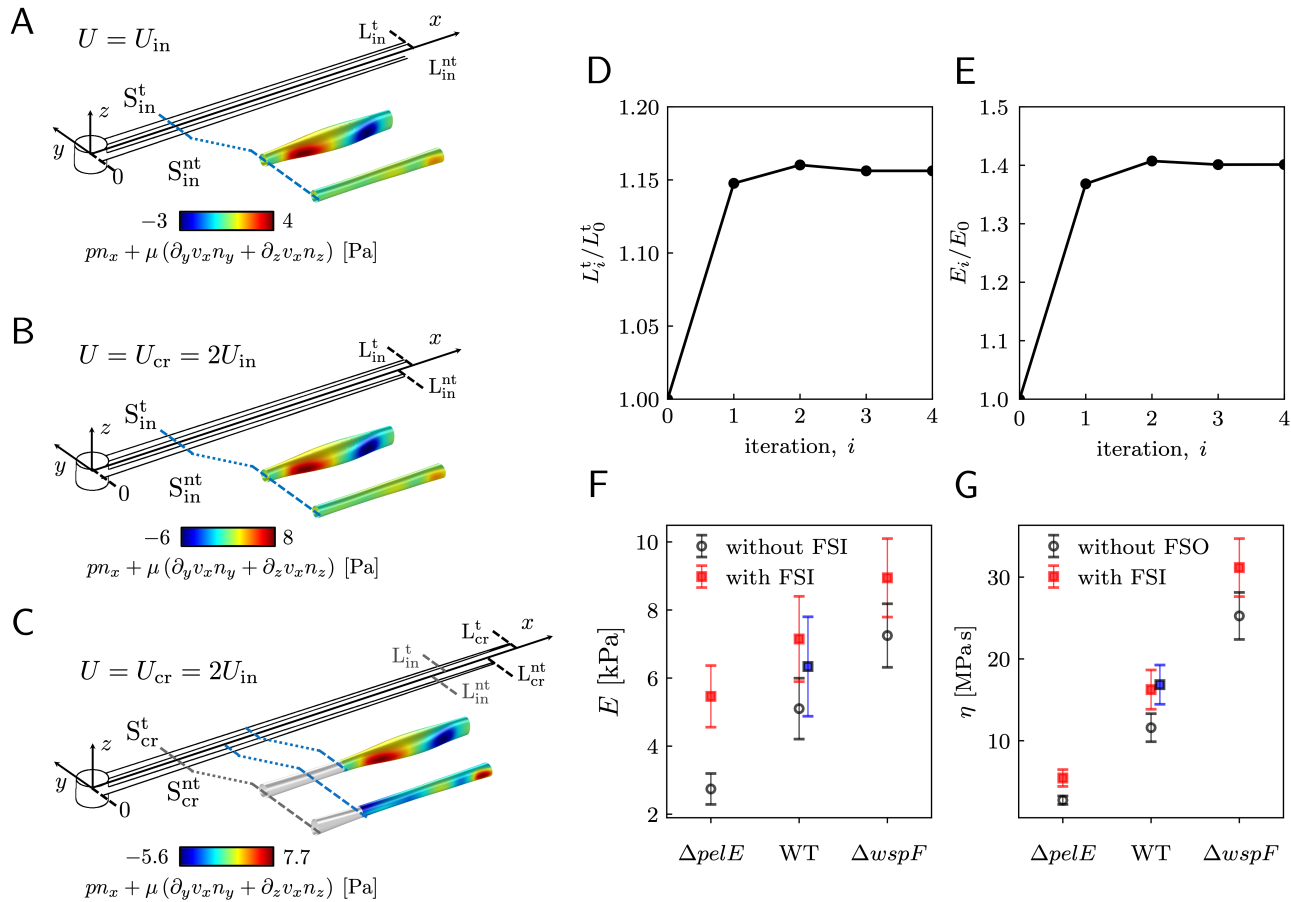 A
U = U_in
L_in^t
x
L_in^nt
S_in^t
z
y
0
S_in^nt
−3 4
pn_x + μ (∂_y v_x n_y + ∂_z v_x n_z) [Pa]
B
U = U_cr = 2U_in
L_in^t
x
L_in^nt
S_in^t
z
y
0
S_in^nt
−6 8
pn_x + μ (∂_y v_x n_y + ∂_z v_x n_z) [Pa]
C
U = U_cr = 2U_in
L_cr^t
x
L_in^t
L_cr^nt
L_in^nt
S_cr^t
z
y
0
S_cr^nt
-5.6 7.7
pn_x + μ (∂_y v_x n_y + ∂_z v_x n_z) [Pa]
D
L_i^t/L_0^t
1.20
1.15
1.10
1.05
1.00
0 1 2 3 4
iteration, i
E
E_i/E_0
1.5
1.4
1.3
1.2
1.1
1.0
0 1 2 3 4
iteration, i
F
E [kPa]
10
8
6
4
2
without FSI
with FSI
ΔpelE WT ΔwspF
G
η [MPas]
30
20
10
without FSO
with FSI
ΔpelE WT ΔwspF